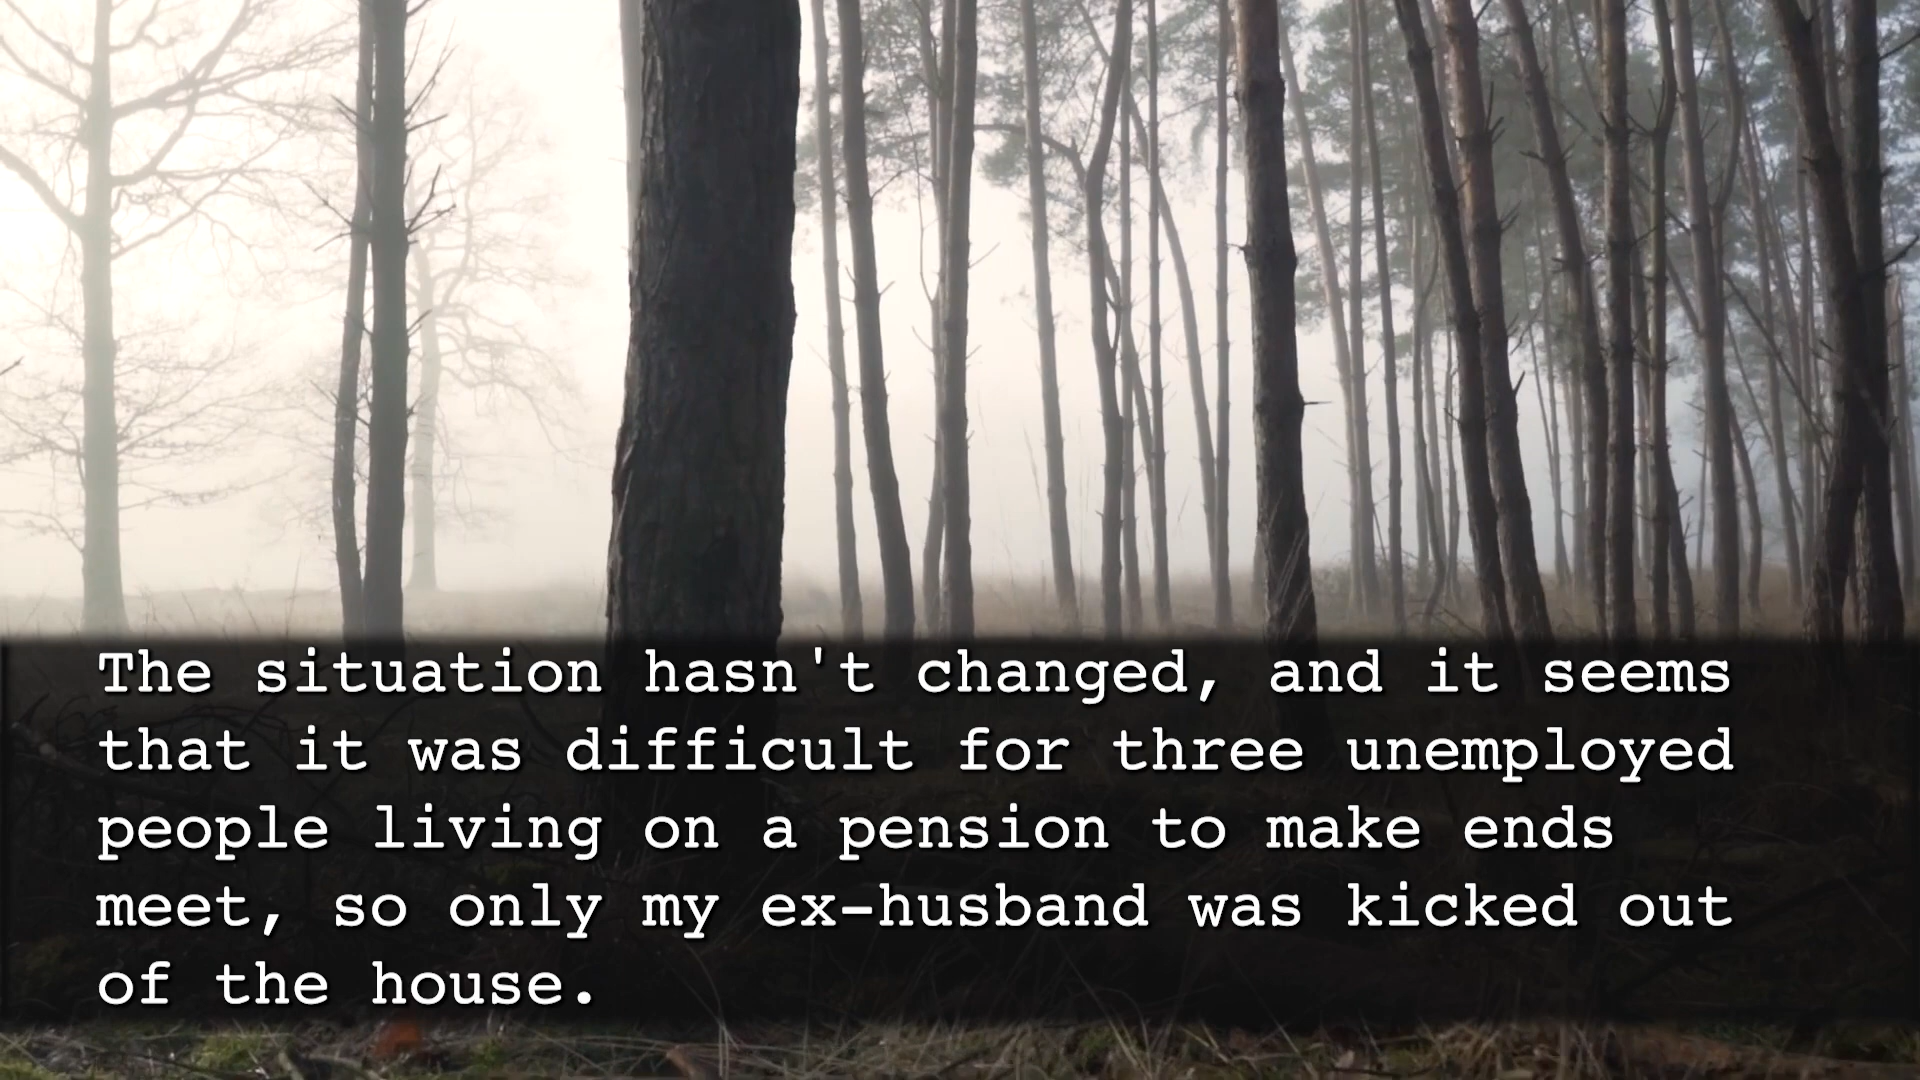 The situation hasn't changed, and it seems
that it was difficult for three unemployed
people living on a pension to make ends
meet, so only my ex-husband was kicked out
of the house.